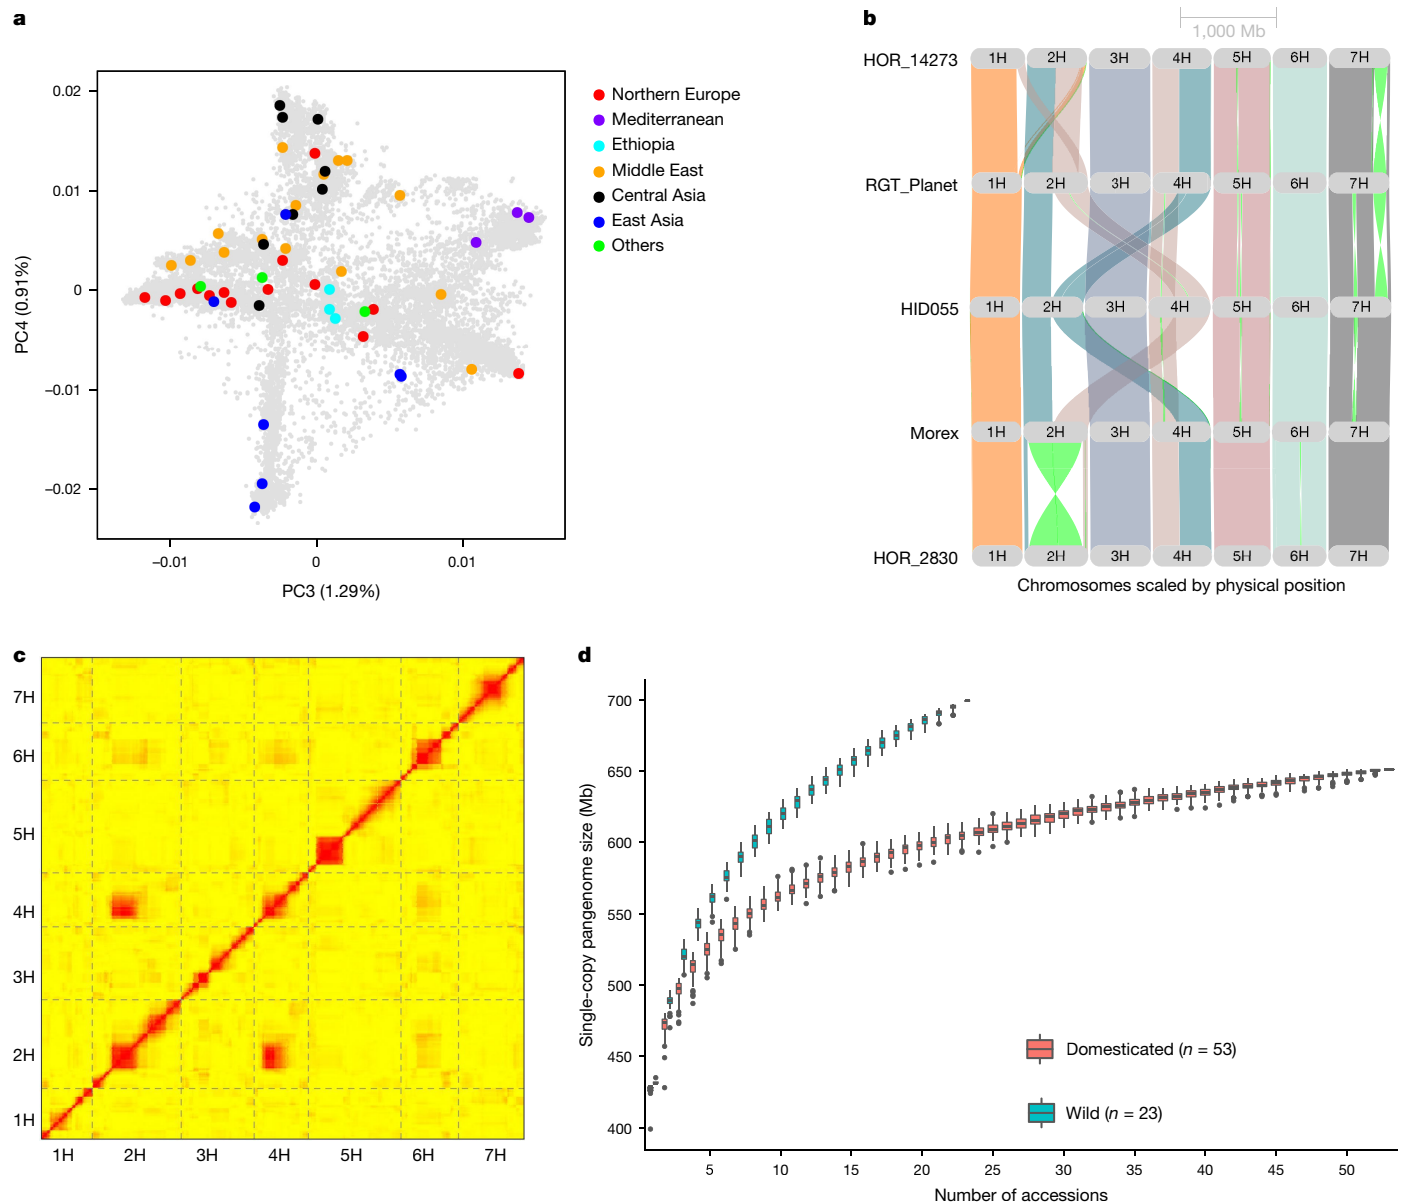 a
0.02
0.01
0
−0.01
−0.02
PC4 (0.91%)
−0.01 0 0.01
PC3 (1.29%)
Northern Europe
Mediterranean
Ethiopia
Middle East
Central Asia
East Asia
Others
b
1,000 Mb
HOR_14273 1H 2H 3H 4H 5H 6H 7H
RGT_Planet 1H 2H 3H 4H 5H 6H 7H
HID055 1H 2H 3H 4H 5H 6H 7H
Morex 1H 2H 3H 4H 5H 6H 7H
HOR_2830 1H 2H 3H 4H 5H 6H 7H
Chromosomes scaled by physical position
c
7H
6H
5H
4H
3H
2H
1H
1H 2H 3H 4H 5H 6H 7H
d
700
650
600
550
500
450
400
Single-copy pangenome size (Mb)
Domesticated (n = 53)
Wild (n = 23)
5 10 15 20 25 30 35 40 45 50
Number of accessions